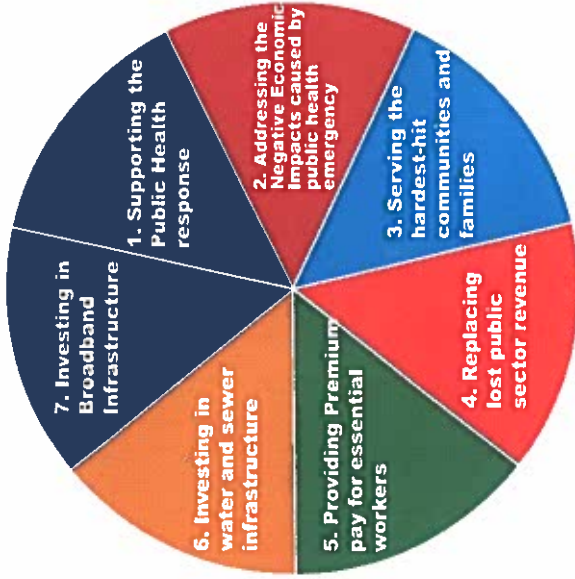 1. Supporting the
Public Health
response
2. Addressing the
Negative Economic
Impacts caused by
public health
emergency
3. Serving the
hardest-hit
communities and
families
4. Replacing
lost public
sector revenue
5. Providing Premium
pay for essential
workers
6. Investing in
water and sewer
infrastructure
7. Investing in
Broadband
Infrastructure